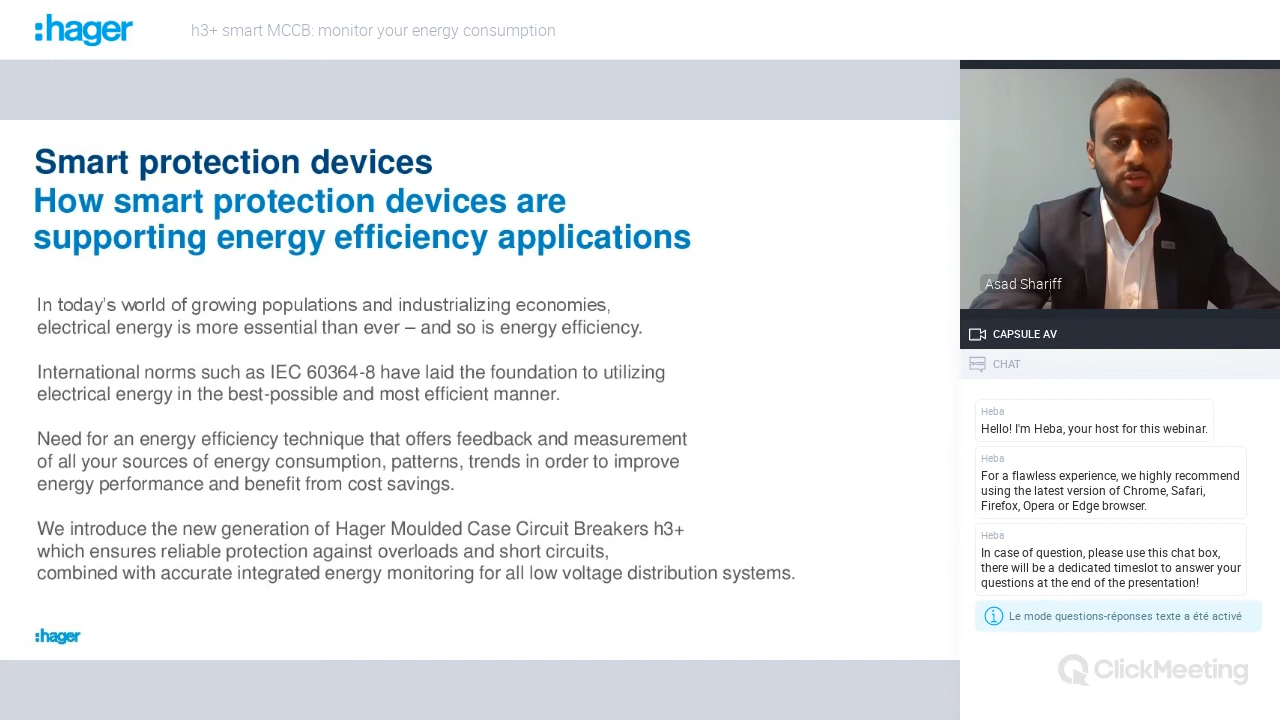 :hager
h3+ smart MCCB: monitor your energy consumption
Smart protection devices
How smart protection devices are
supporting energy efficiency applications
In today's world of growing populations and industrializing economies,
electrical energy is more essential than ever – and so is energy efficiency.
International norms such as IEC 60364-8 have laid the foundation to utilizing
electrical energy in the best-possible and most efficient manner.
Need for an energy efficiency technique that offers feedback and measurement
of all your sources of energy consumption, patterns, trends in order to improve
energy performance and benefit from cost savings.
We introduce the new generation of Hager Moulded Case Circuit Breakers h3+
which ensures reliable protection against overloads and short circuits,
combined with accurate integrated energy monitoring for all low voltage distribution systems.
:hager
Asad Shariff
CAPSULE AV
CHAT
Heba
Hello! I'm Heba, your host for this webinar.
Heba
For a flawless experience, we highly recommend
using the latest version of Chrome, Safari,
Firefox, Opera or Edge browser.
Heba
In case of question, please use this chat box,
there will be a dedicated timeslot to answer your
questions at the end of the presentation!
Le mode questions-réponses texte a été activé
ClickMeeting